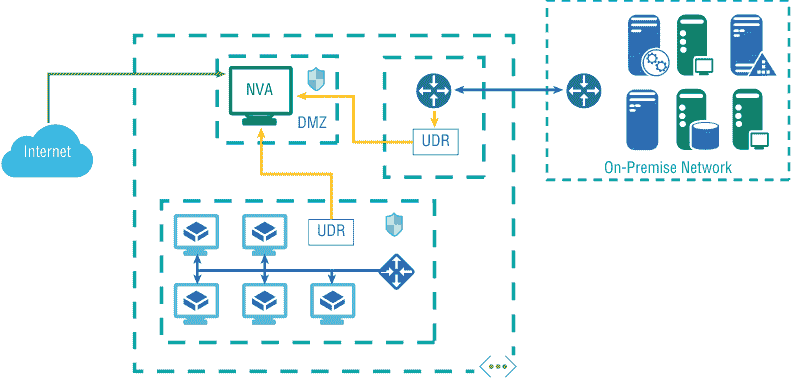 Internet
NVA
DMZ
UDR
UDR
On-Premise Network